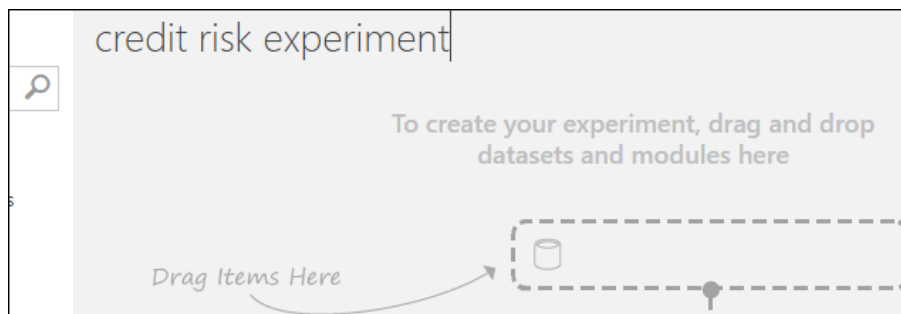 credit risk experiment
To create your experiment, drag and drop
datasets and modules here
s
Drag Items Here